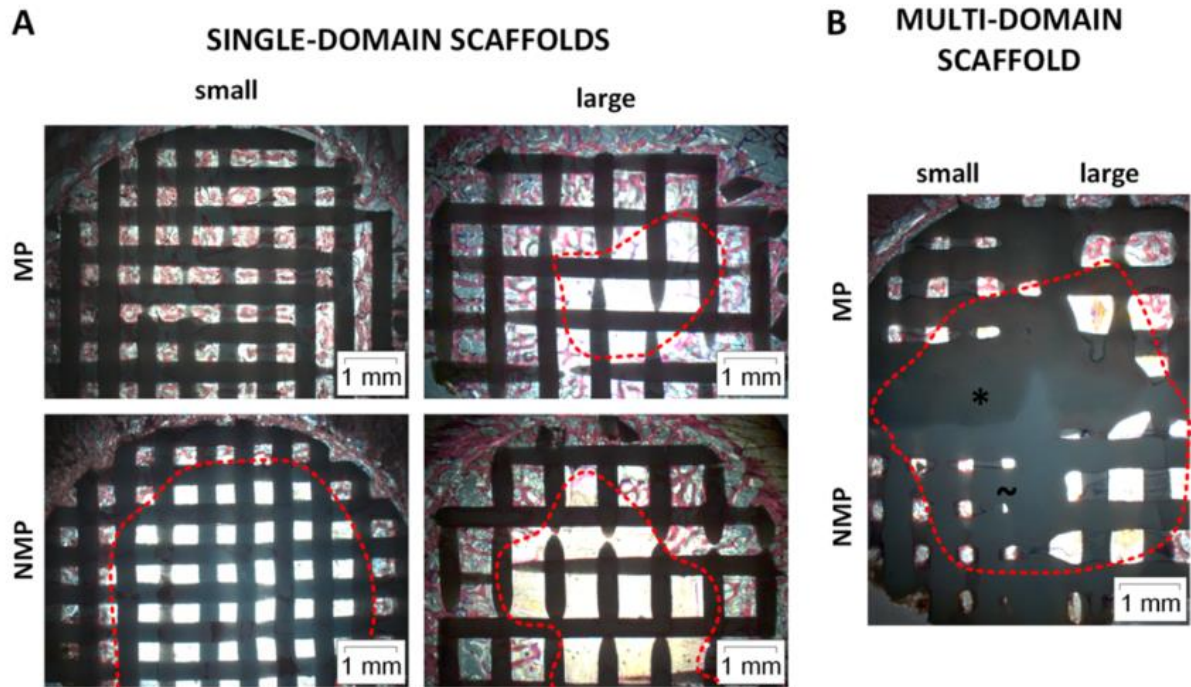 A
SINGLE-DOMAIN SCAFFOLDS
small
large
MP
1 mm
1 mm
NMP
1 mm
1 mm
B
MULTI-DOMAIN
SCAFFOLD
small
large
MP
*
NMP
~
1 mm